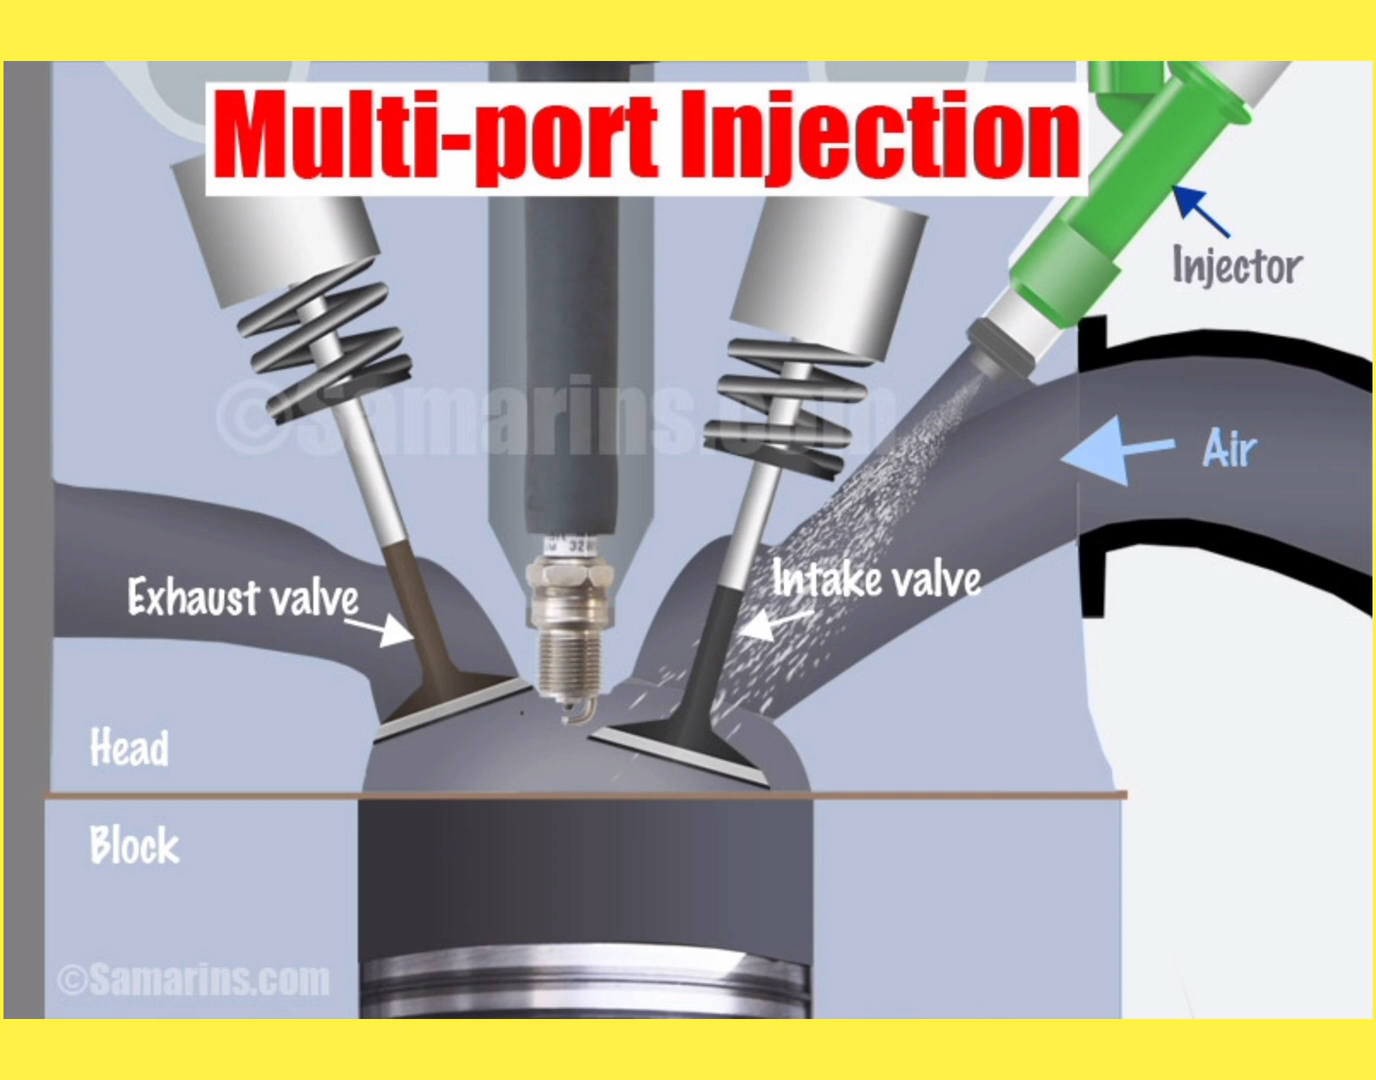 Multi-port Injection
Injector
©Samarins.com
Air
Intake valve
Exhaust valve
Head
Block
©Samarins.com